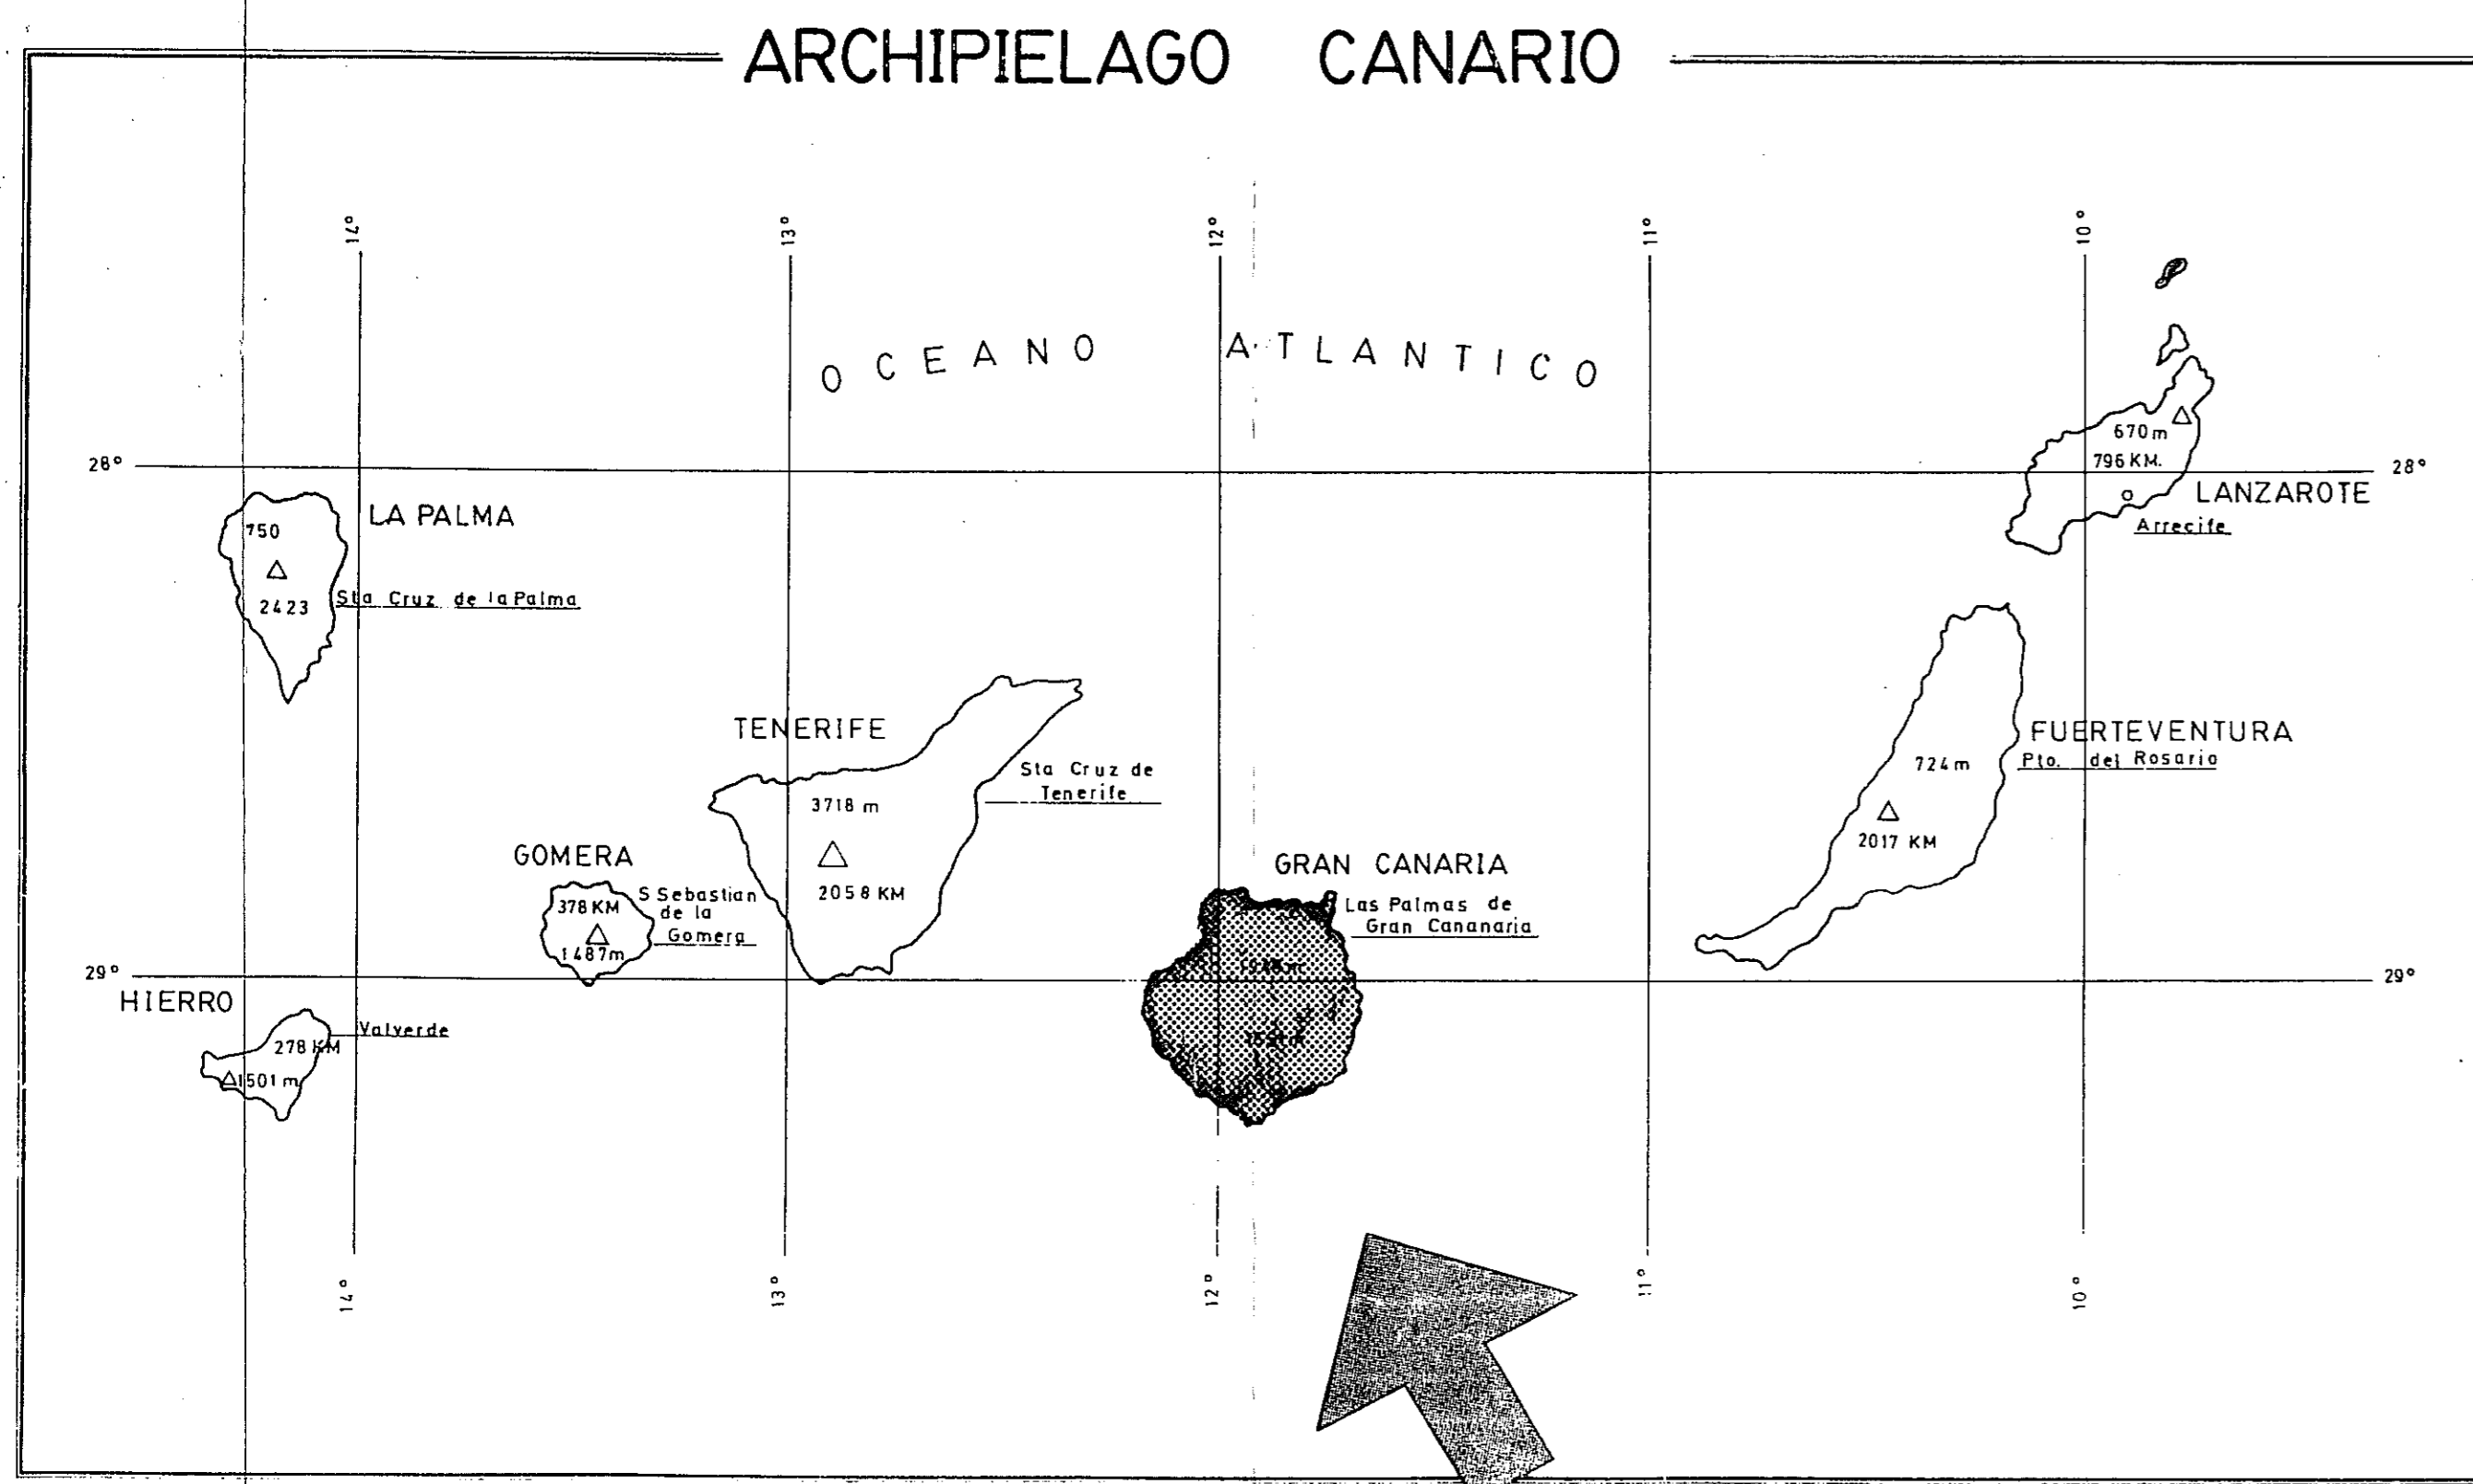 ARCHIPIELAGO CANARIO
14°
13°
12°
11°
10°
OCEANO ATLANTICO
28°
28°
LA PALMA
750
2423
Sta Cruz de la Palma
670 m
796 KM.
LANZAROTE
Arrecife
TENERIFE
3718 m
2058 KM
Sta Cruz de
Tenerife
FUERTEVENTURA
Pto. del Rosario
724 m
2017 KM
GOMERA
378 KM
1487m
S Sebastian
de la
Gomera
GRAN CANARIA
Las Palmas de
Gran Cananaria
29°
29°
HIERRO
Valverde
278 KM
1501 m
14°
13°
12°
11°
10°